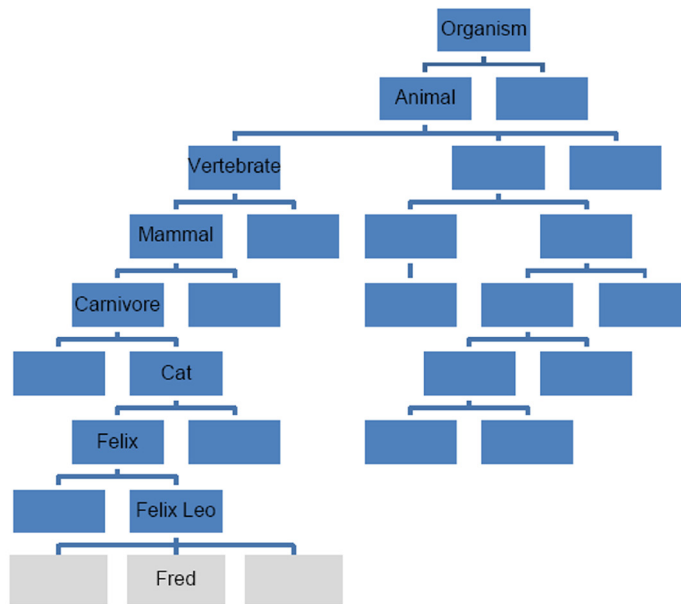 Organism
Animal
Vertebrate
Mammal
Carnivore
Cat
Felix
Felix Leo
Fred